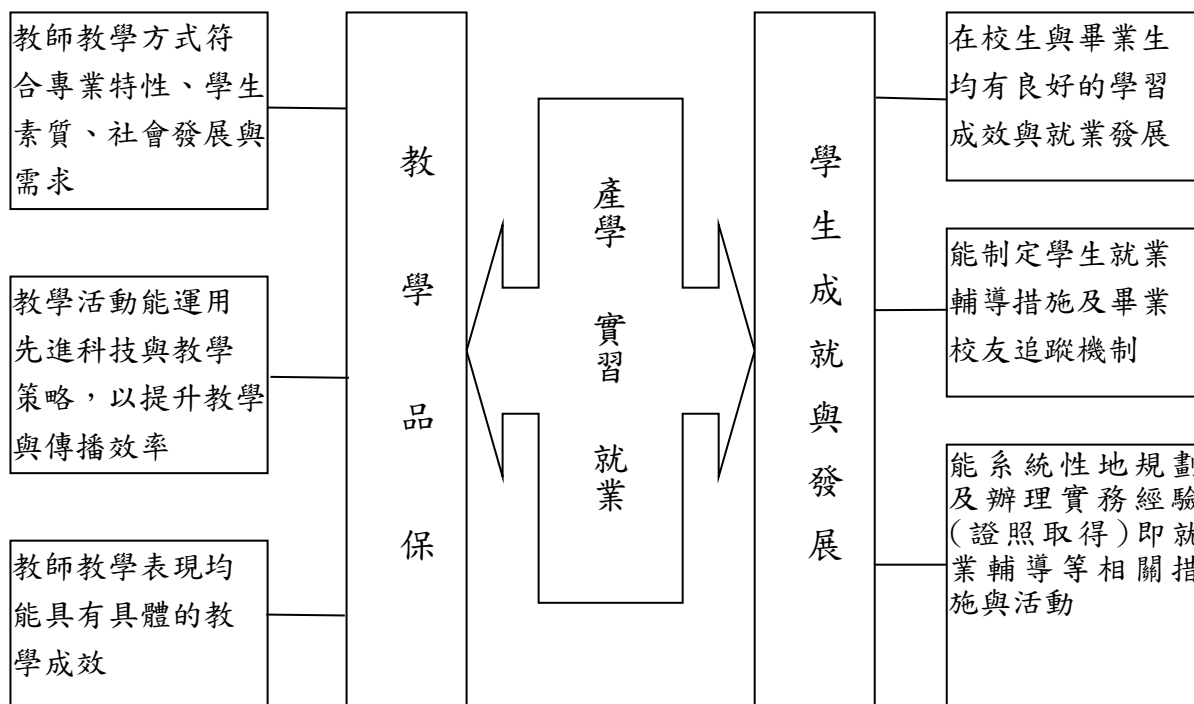 教師教學方式符
合專業特性、學生
素質、社會發展與
需求
教學活動能運用
先進科技與教學
策略，以提升教學
與傳播效率
教師教學表現均
能具有具體的教
學成效
教學品保
產學
實習
就業
學生成就與發展
在校生與畢業生
均有良好的學習
成效與就業發展
能制定學生就業
輔導措施及畢業
校友追蹤機制
能系統性地規劃
及辦理實務經驗
(證照取得)即就
業輔導等相關措
施與活動